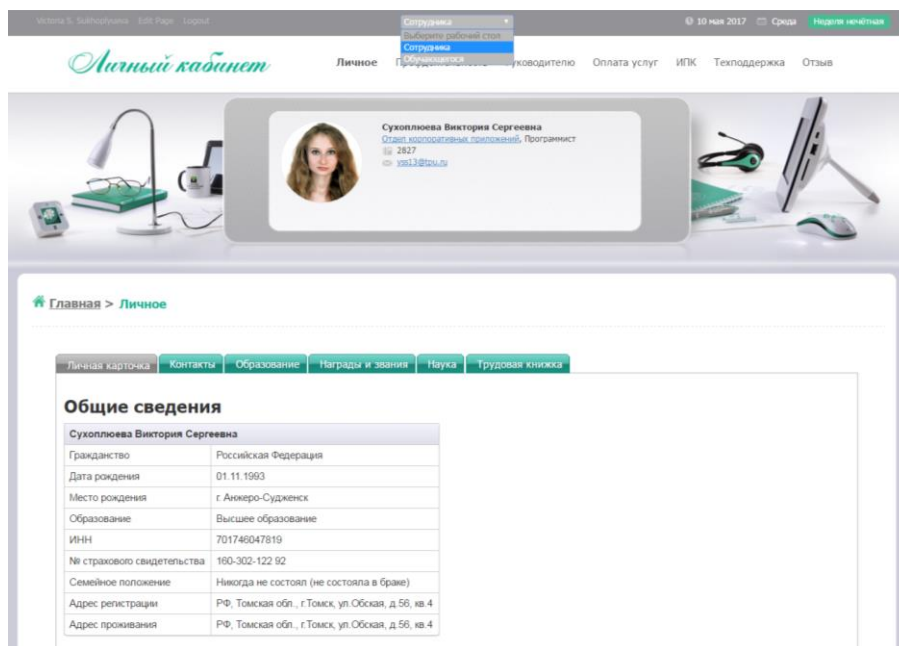 Victoria S. Sukhoplyueva Edit Page Logout
Сотрудника
10 мая 2017 Среда Неделя нечётная
Выберите рабочий стол
Сотрудника
Обучающегося
Личный кабинет
Личное Руководителю Оплата услуг ИПК Техподдержка Отзыв
Сухоплюева Виктория Сергеевна
Отдел корпоративных приложений, Программист
2827
vss13@tpu.ru
Главная > Личное
Личная карточка Контакты Образование Награды и звания Наука Трудовая книжка
Общие сведения
Сухоплюева Виктория Сергеевна
Гражданство Российская Федерация
Дата рождения 01.11.1993
Место рождения г. Анжеро-Судженск
Образование Высшее образование
ИНН 701746047819
№ страхового свидетельства 160-302-122 92
Семейное положение Никогда не состоял (не состояла в браке)
Адрес регистрации РФ, Томская обл., г.Томск, ул.Обская, д.56, кв.4
Адрес проживания РФ, Томская обл., г.Томск, ул.Обская, д.56, кв.4